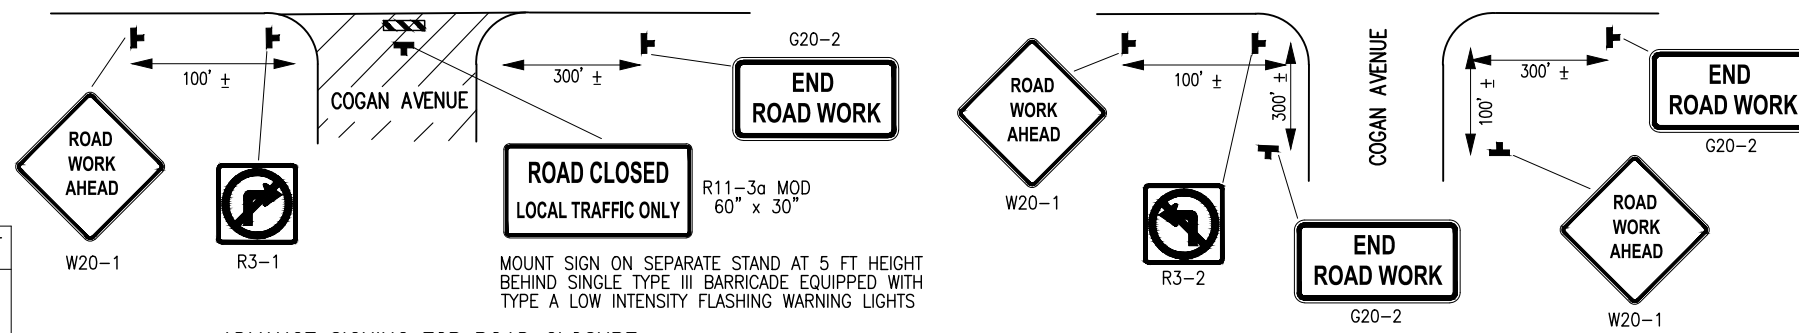 100' ±
COGAN AVENUE
300' ±
G20-2
END
ROAD WORK
ROAD
WORK
AHEAD
W20-1
R3-1
ROAD CLOSED
LOCAL TRAFFIC ONLY
R11-3a MOD
60" x 30"
MOUNT SIGN ON SEPARATE STAND AT 5 FT HEIGHT
BEHIND SINGLE TYPE III BARRICADE EQUIPPED WITH
TYPE A LOW INTENSITY FLASHING WARNING LIGHTS
ROAD
WORK
AHEAD
W20-1
100' ±
300' ±
COGAN AVENUE
100' ±
300' ±
END
ROAD WORK
G20-2
R3-2
END
ROAD WORK
G20-2
ROAD
WORK
AHEAD
W20-1